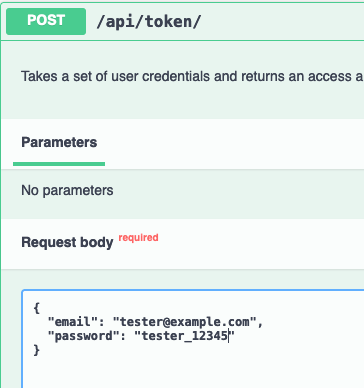 POST /api/token/
Takes a set of user credentials and returns an access a
Parameters
No parameters
Request body required
{
"email": "tester@example.com",
"password": "tester_12345"
}